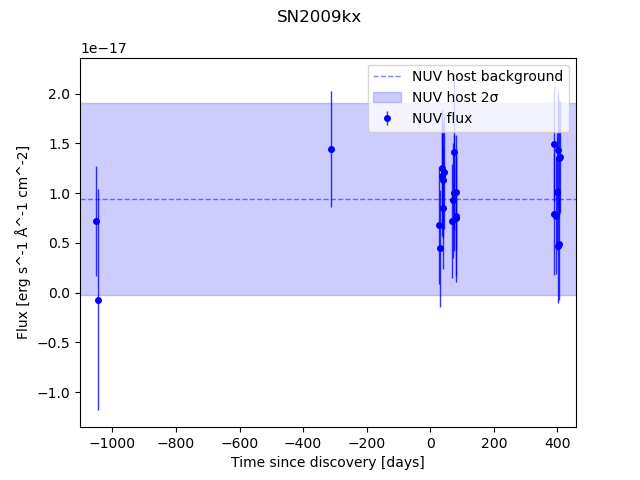 SN2009kx
1e−17
NUV host background
NUV host 2σ
NUV flux
2.0
1.5
1.0
0.5
0.0
−0.5
−1.0
Flux [erg s^-1 Å^-1 cm^-2]
−1000
−800
−600
−400
−200
0
200
400
Time since discovery [days]